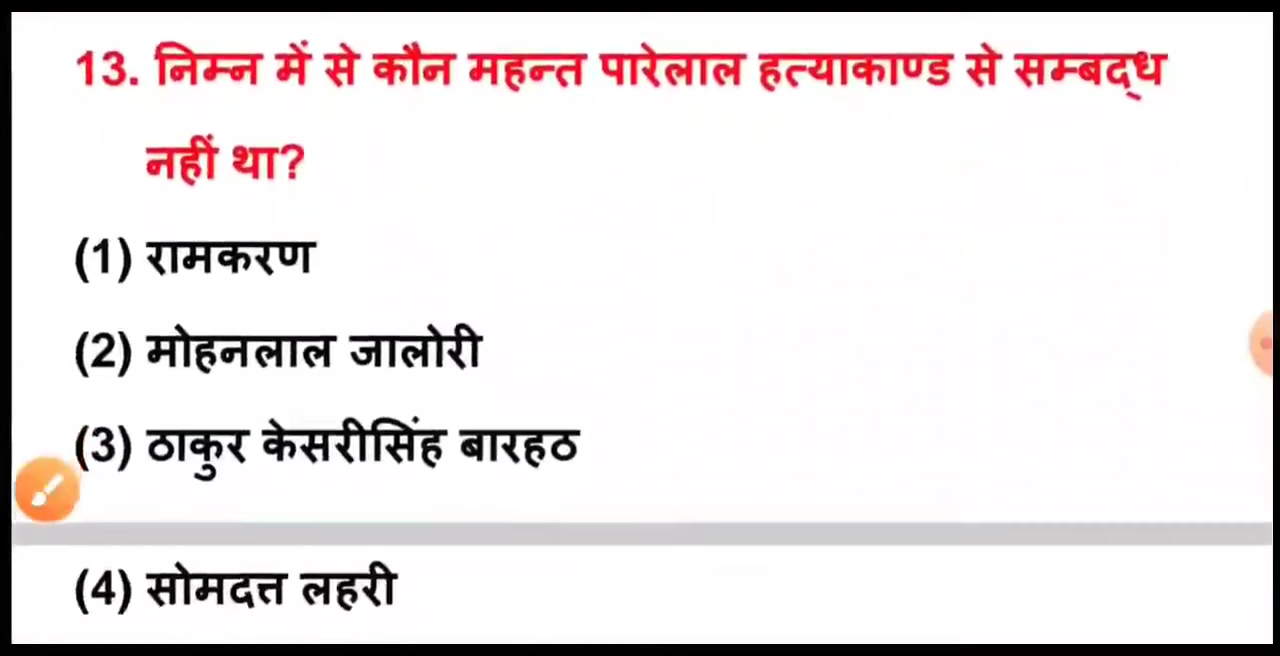 13. निम्न में से कौन महन्त पारेलाल हत्याकाण्ड से सम्बद्ध
नहीं था?
(1) रामकरण
(2) मोहनलाल जालोरी
(3) ठाकुर केसरीसिंह बारहठ
(4) सोमदत्त लहरी